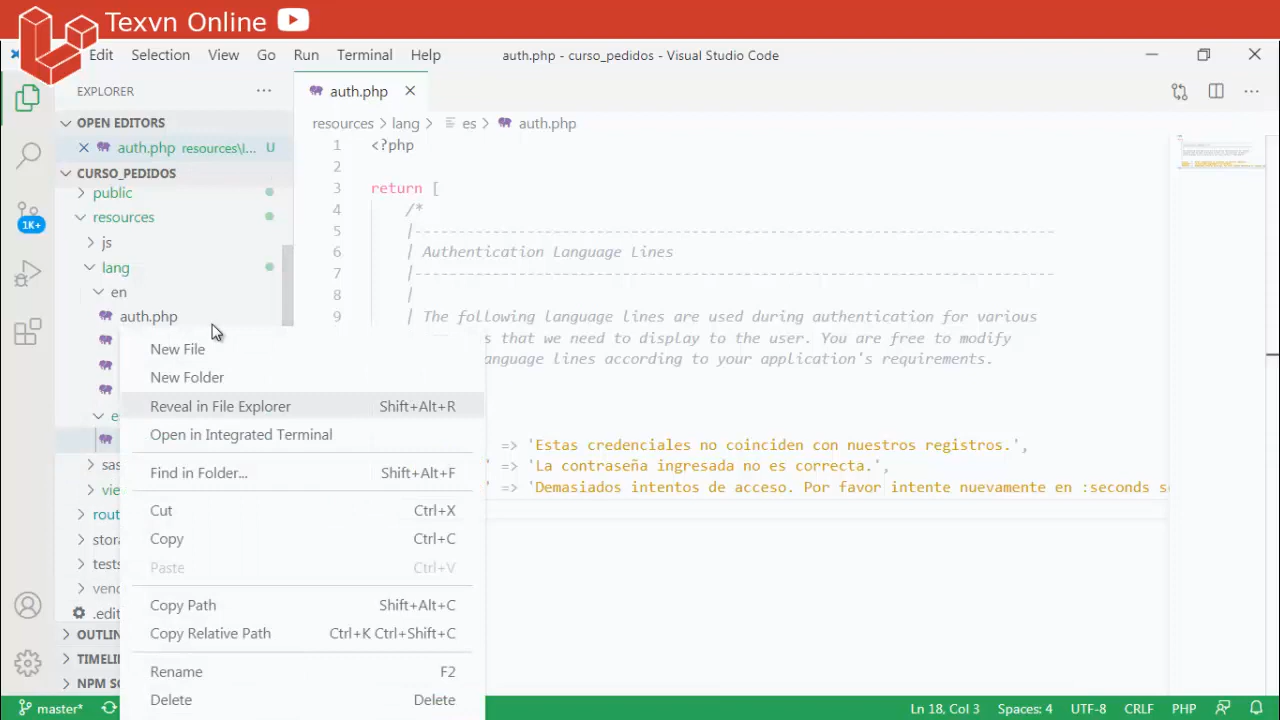 Texvn Online
Edit Selection View Go Run Terminal Help
auth.php - curso_pedidos - Visual Studio Code
EXPLORER ···
auth.php
OPEN EDITORS
auth.php resources\l... U
resources > lang > es > auth.php
CURSO_PEDIDOS
public
resources
js
lang
en
auth.php
1K+
1 <?php
2
3 return [
4 /*
5 |--------------------------------------------------------------------------
6 | Authentication Language Lines
7 |--------------------------------------------------------------------------
8 |
9 | The following language lines are used during authentication for various
that we need to display to the user. You are free to modify
language lines according to your application's requirements.
=> 'Estas credenciales no coinciden con nuestros registros.',
' => 'La contraseña ingresada no es correcta.',
' => 'Demasiados intentos de acceso. Por favor intente nuevamente en :seconds s
New File
New Folder
Reveal in File Explorer Shift+Alt+R
Open in Integrated Terminal
Find in Folder... Shift+Alt+F
Cut Ctrl+X
Copy Ctrl+C
Paste Ctrl+V
Copy Path Shift+Alt+C
Copy Relative Path Ctrl+K Ctrl+Shift+C
Rename F2
Delete Delete
e
sas
vie
rout
stora
tests
vend
.edit
OUTLIN
TIMELIN
NPM SC
master* Ln 18, Col 3 Spaces: 4 UTF-8 CRLF PHP